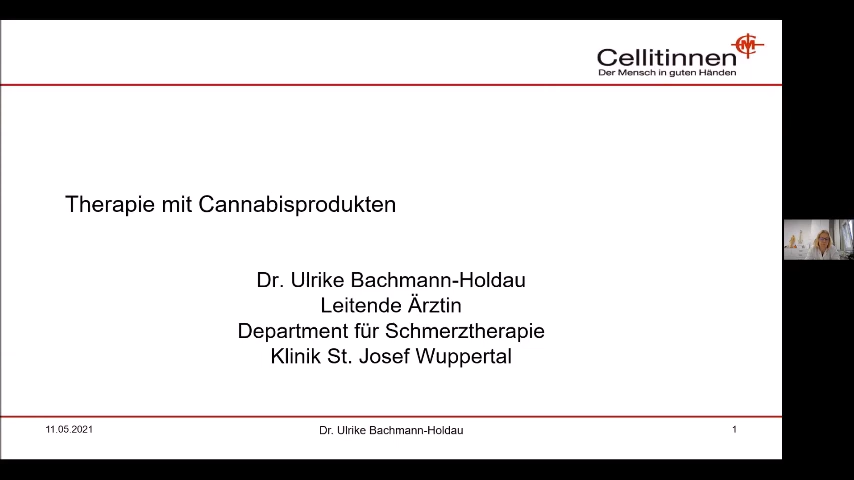 Cellitinnen
Der Mensch in guten Händen
Therapie mit Cannabisprodukten
Dr. Ulrike Bachmann-Holdau
Leitende Ärztin
Department für Schmerztherapie
Klinik St. Josef Wuppertal
11.05.2021
Dr. Ulrike Bachmann-Holdau
1